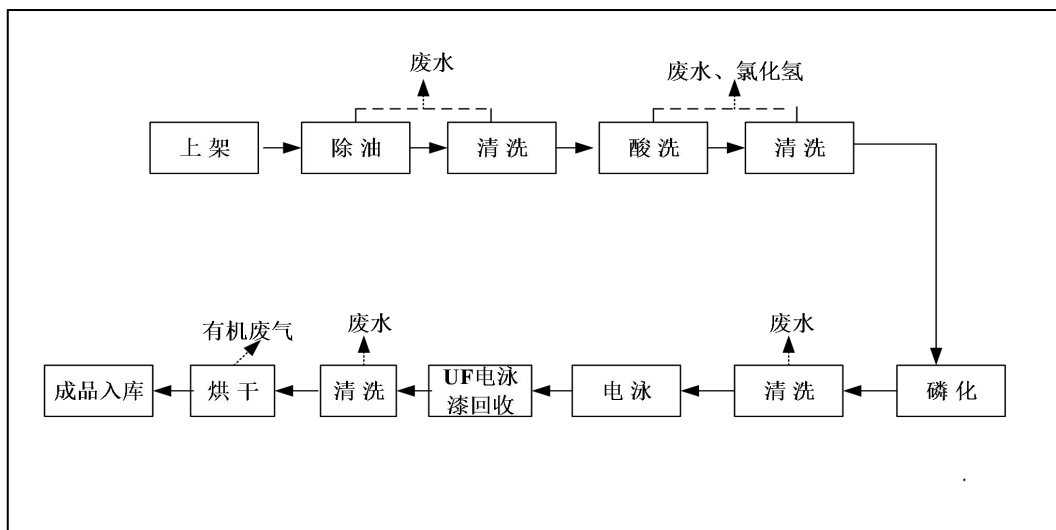 废水
废水、氯化氢
上架
除油
清洗
酸洗
清洗
有机废气
废水
废水
成品入库
烘干
清洗
UF电泳
漆回收
电泳
清洗
磷化